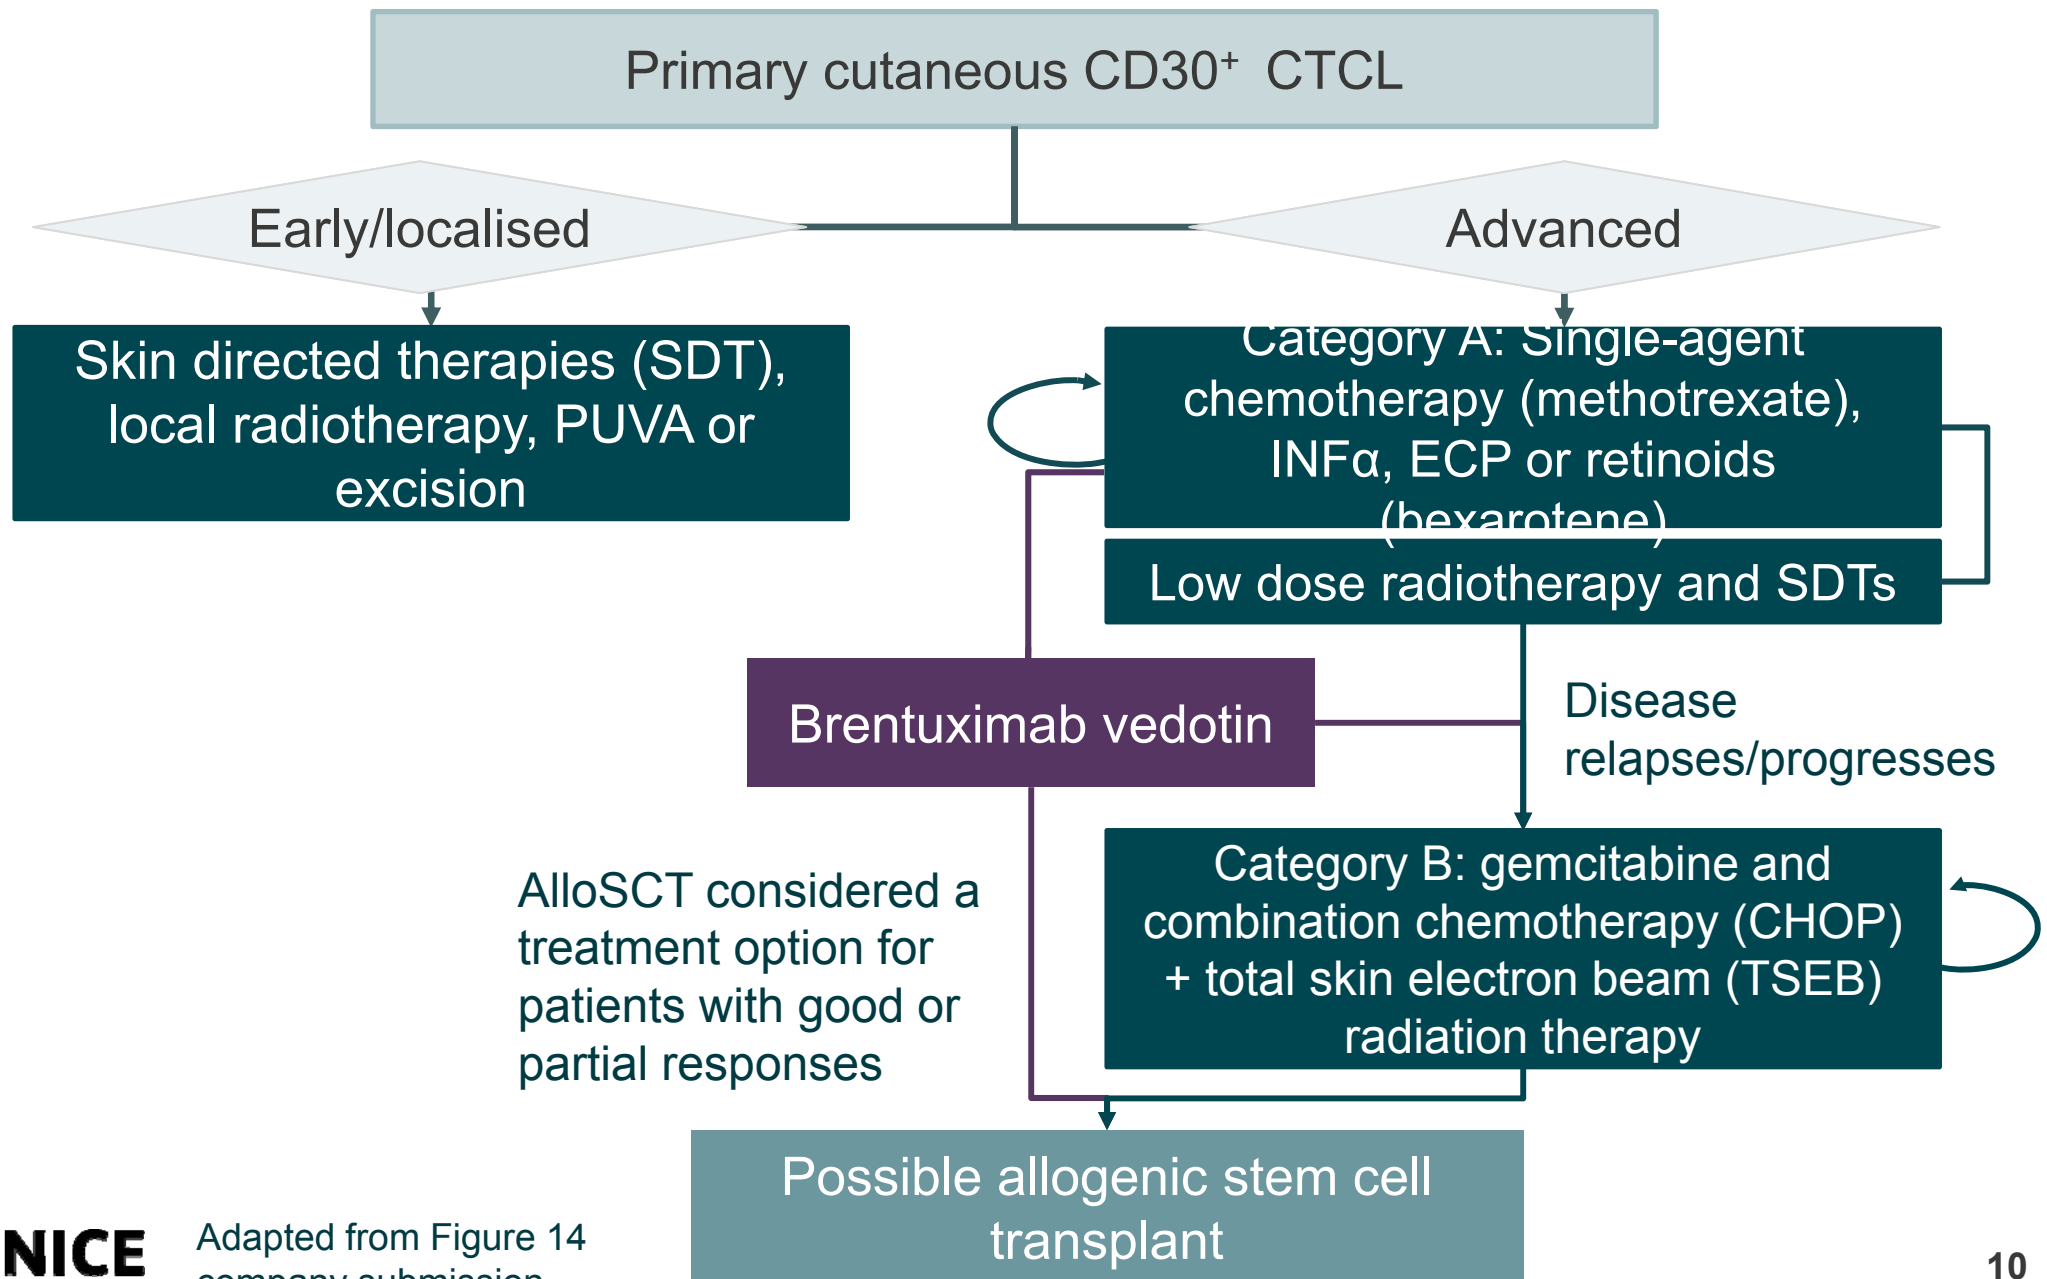 Primary cutaneous CD30⁺ CTCL
Early/localised
Advanced
Skin directed therapies (SDT),
local radiotherapy, PUVA or
excision
Category A: Single-agent
chemotherapy (methotrexate),
INFα, ECP or retinoids
(bexarotene)
Low dose radiotherapy and SDTs
Brentuximab vedotin
Disease
relapses/progresses
AlloSCT considered a
treatment option for
patients with good or
partial responses
Category B: gemcitabine and
combination chemotherapy (CHOP)
+ total skin electron beam (TSEB)
radiation therapy
Possible allogenic stem cell
transplant
NICE
Adapted from Figure 14
company submission
10